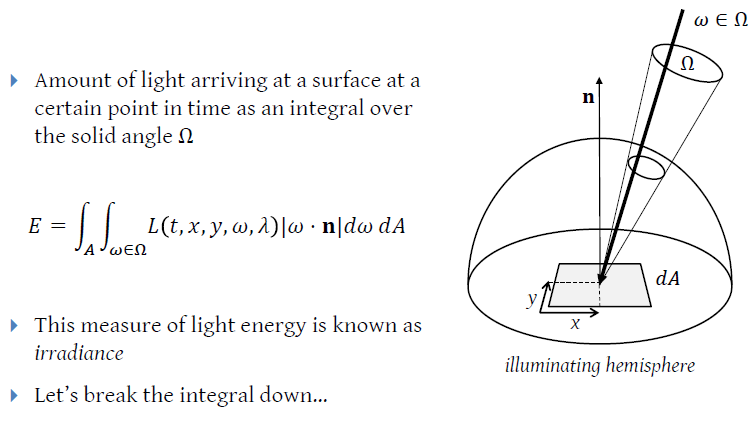 Amount of light arriving at a surface at a
certain point in time as an integral over
the solid angle Ω
E = ∫_A ∫_{ω∈Ω} L(t, x, y, ω, λ)|ω · n|dω dA
This measure of light energy is known as
irradiance
Let's break the integral down...
ω ∈ Ω
Ω
n
dA
y
x
illuminating hemisphere